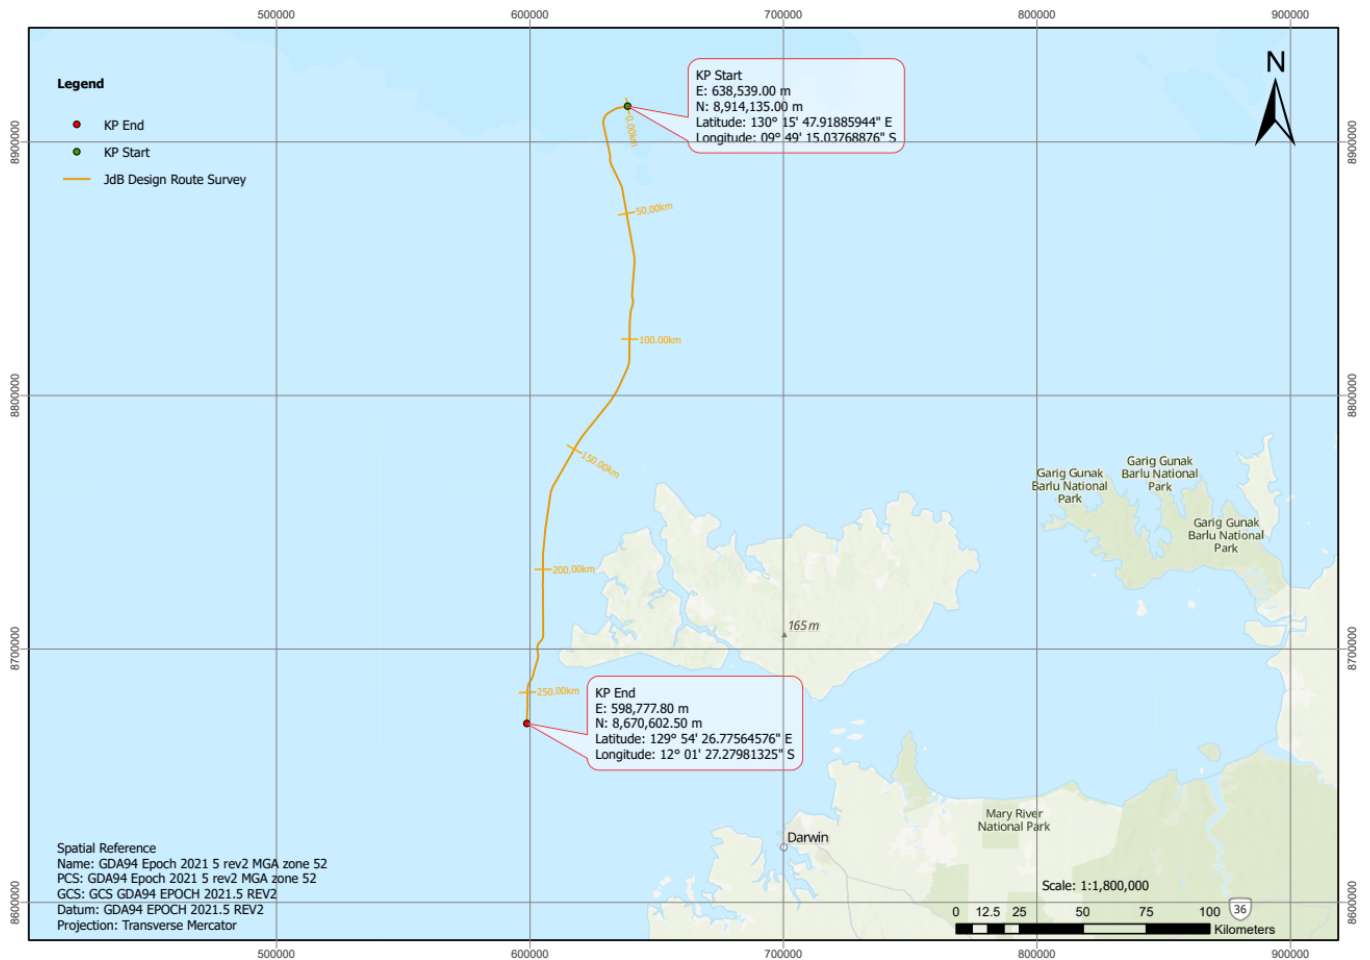 500000
600000
700000
800000
900000
Legend
KP End
KP Start
JdB Design Route Survey
KP Start
E: 638,539.00 m
N: 8,914,135.00 m
Latitude: 130° 15' 47.91885944" E
Longitude: 09° 49' 15.03768876" S
N
0.00km
8900000
8900000
50.00km
100.00km
8800000
8800000
150.00km
Garig Gunak
Barlu National
Park
Garig Gunak
Barlu National
Park
Garig Gunak
Barlu National
Park
200.00km
165 m
8700000
8700000
250.00km
KP End
E: 598,777.80 m
N: 8,670,602.50 m
Latitude: 129° 54' 26.77564576" E
Longitude: 12° 01' 27.27981325" S
Mary River
National Park
Darwin
Spatial Reference
Name: GDA94 Epoch 2021 5 rev2 MGA zone 52
PCS: GDA94 Epoch 2021 5 rev2 MGA zone 52
GCS: GCS GDA94 EPOCH 2021.5 REV2
Datum: GDA94 EPOCH 2021.5 REV2
Projection: Transverse Mercator
Scale: 1:1,800,000
0 12.5 25 50 75 100
Kilometers
36
8600000
8600000
500000
600000
700000
800000
900000